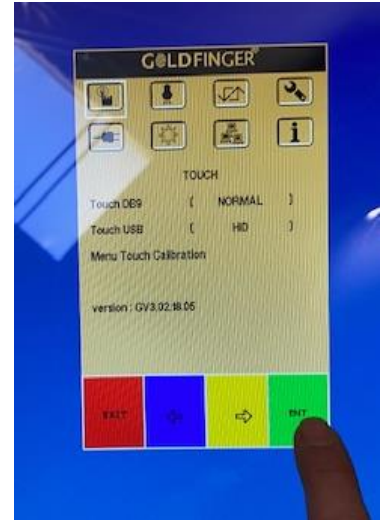 GOLDFINGER
TOUCH
Touch DB9 ( NORMAL )
Touch USB ( HID )
Menu Touch Calibration
version : GV3.02.18.05
EXIT
ENT